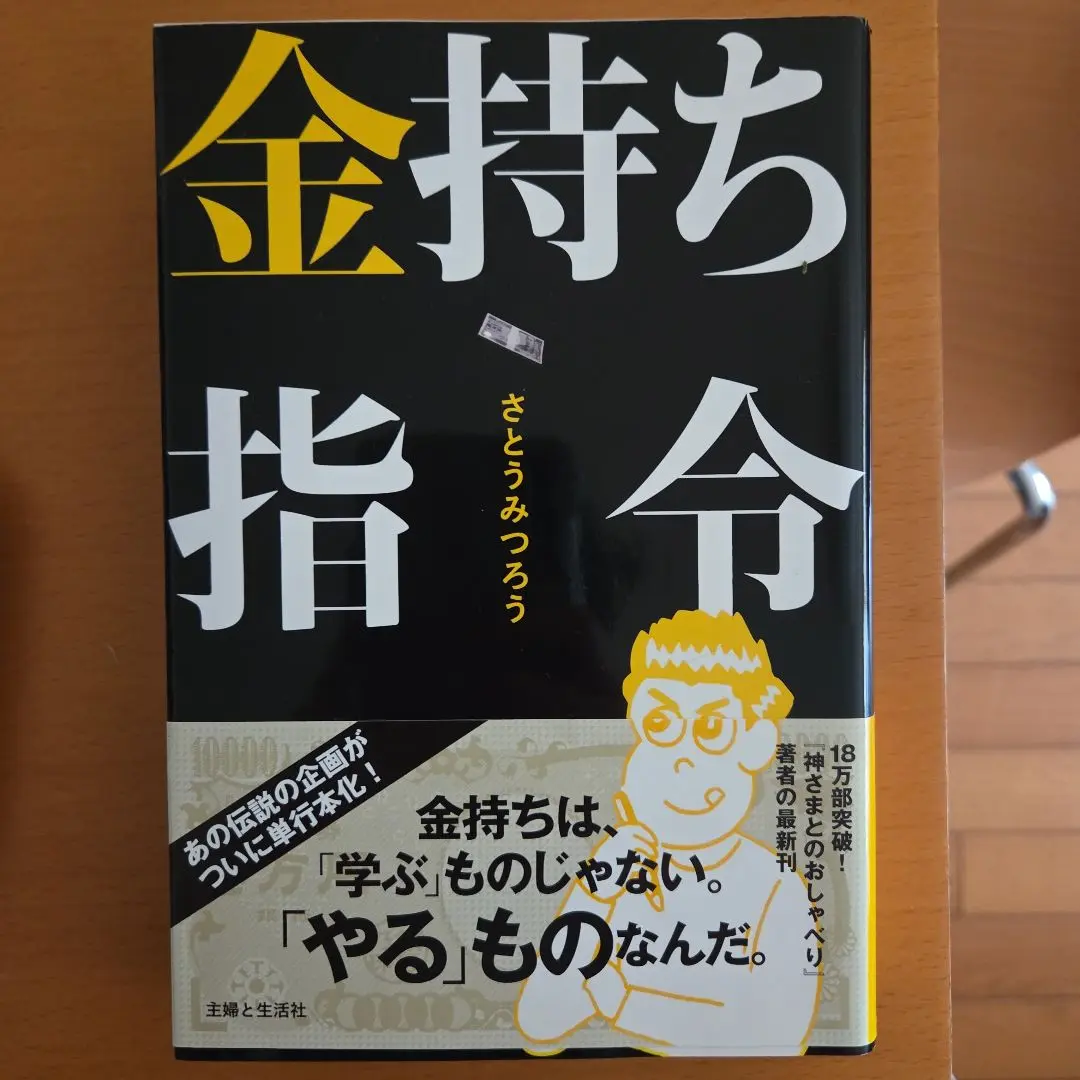 金持ち
指令
さとうみつろう
あの伝説の企画が
ついに単行本化！
18万部突破！
『神さまとのおしゃべり』
著者の最新刊
金持ちは、
「学ぶ」ものじゃない。
「やる」ものなんだ。
主婦と生活社
10000